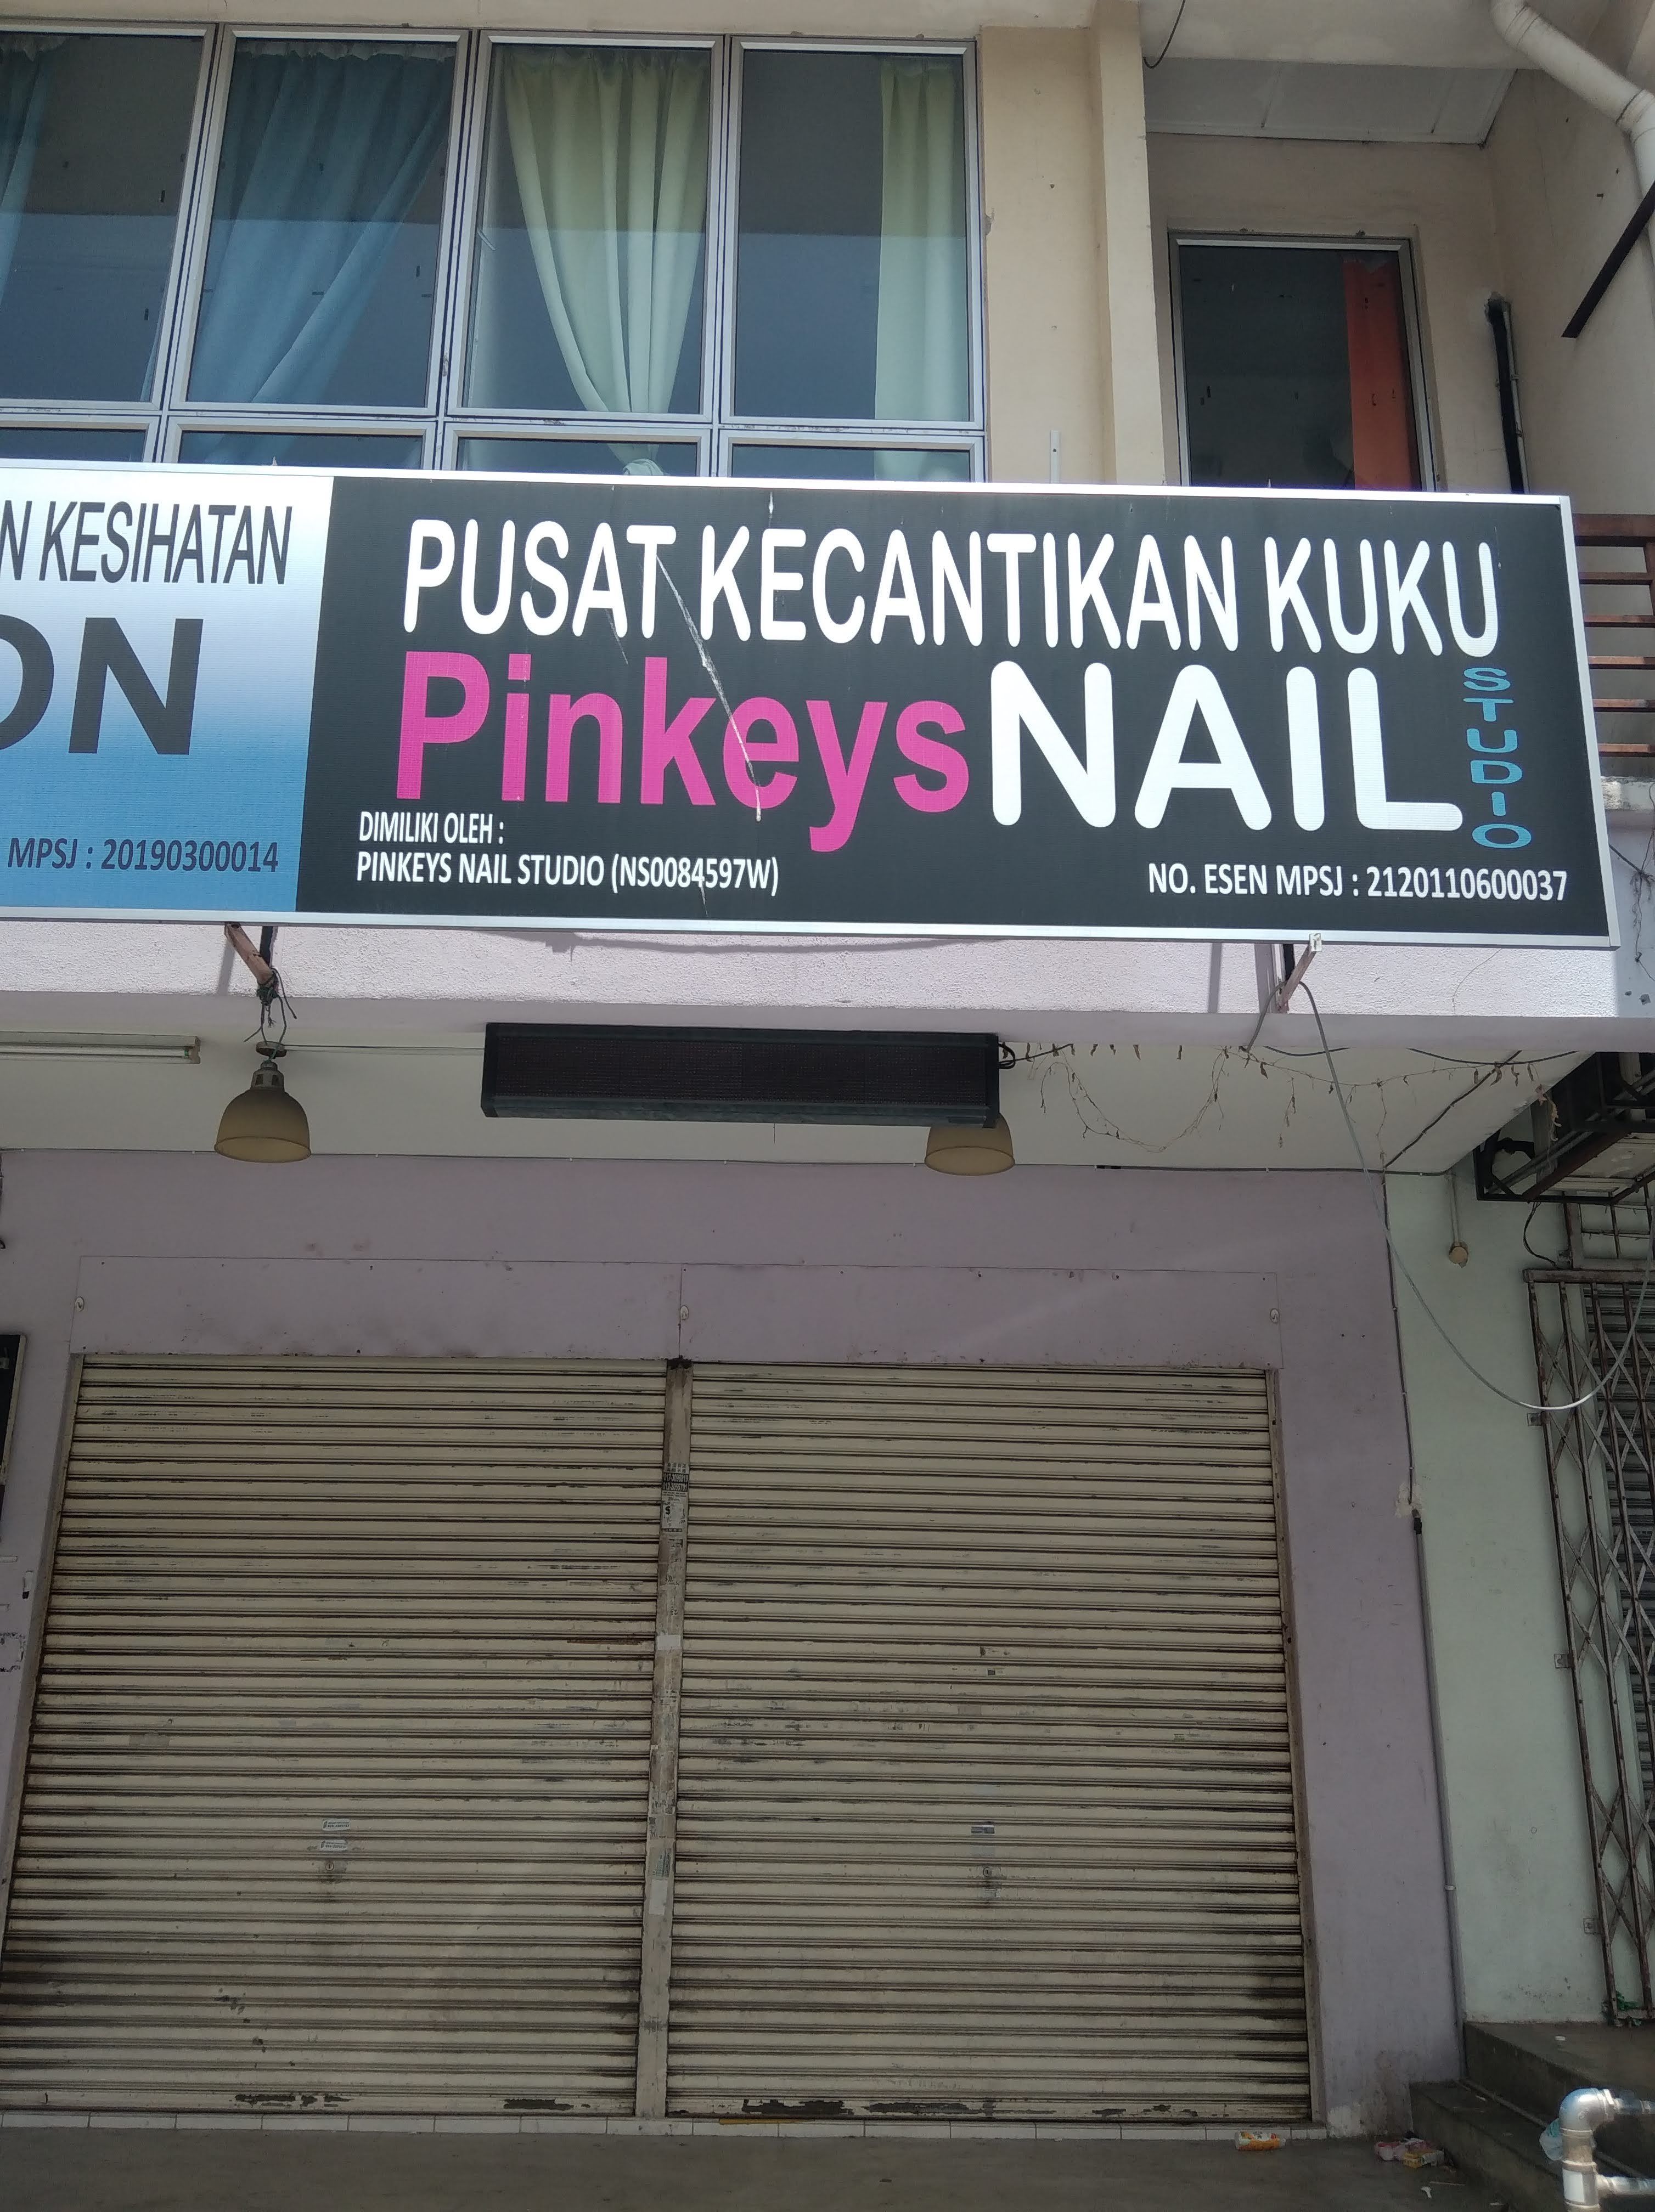 N KESIHATAN
ON
MPSJ : 20190300014
PUSAT KECANTIKAN KUKU
Pinkeys NAIL STUDIO
DIMILIKI OLEH :
PINKEYS NAIL STUDIO (NS0084597W)
NO. ESEN MPSJ : 2120110600037